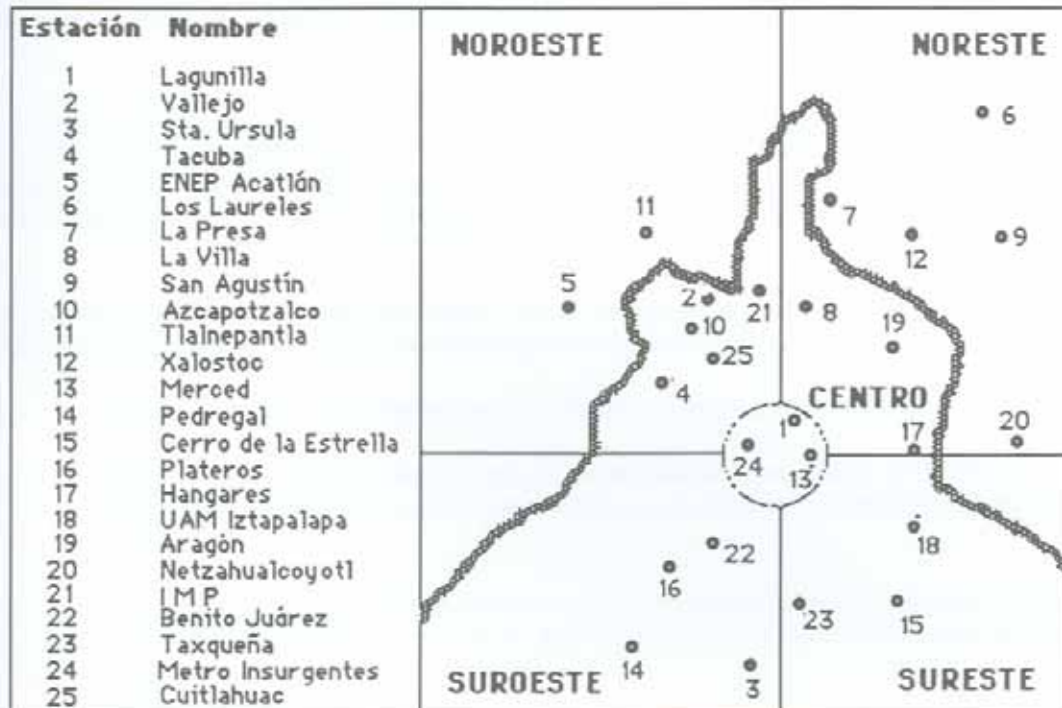 Estación Nombre
1 Lagunilla
2 Vallejo
3 Sta. Ursula
4 Tacuba
5 ENEP Acatlán
6 Los Laureles
7 La Presa
8 La Villa
9 San Agustín
10 Azcapotzalco
11 Tlalnepantla
12 Xalostoc
13 Merced
14 Pedregal
15 Cerro de la Estrella
16 Plateros
17 Hangares
18 UAM Iztapalapa
19 Aragòn
20 Netzahualcoyotl
21 I M P
22 Benito Juárez
23 Taxqueña
24 Metro Insurgentes
25 Cuitlahuac
NOROESTE NORESTE
6
7
11
12
9
5
2
21
8
19
10
25
4
CENTRO
1
17
20
24
13
22
18
16
23
15
14
3
SUROESTE SURESTE